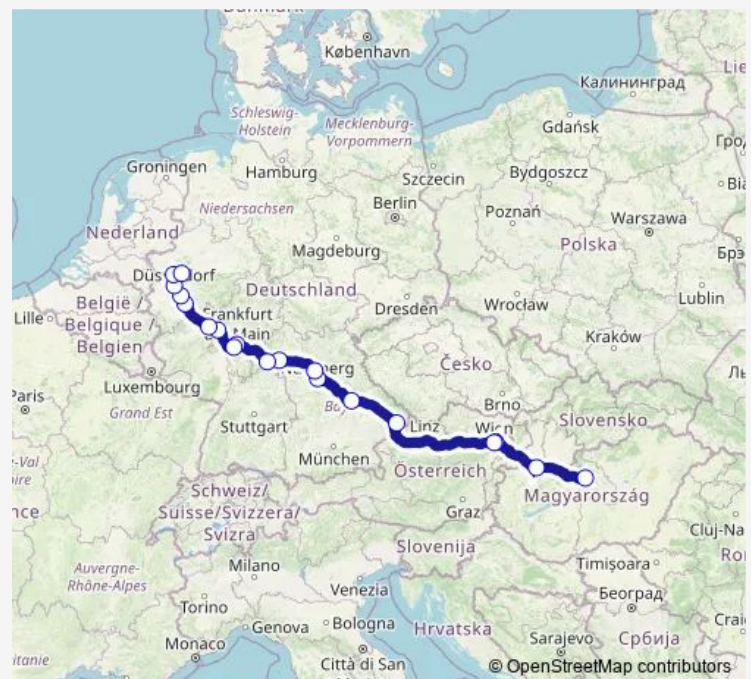 Danmark
København
Lie
Калининград
Schleswig-
Holstein
Mecklenburg-
Vorpommern
Gdańsk
Groningen
Hamburg
Szczecin
Bydgoszcz
Niedersachsen
Berlin
Poznań
Warszawa
Nederland
Magdeburg
Polska
Düsseldorf
België /
Belgique /
Belgien
Deutschland
Lille
Frankfurt
am Main
Dresden
Wrocław
Lublin
Kraków
Luxembourg
Nürnberg
Česko
Paris
Grand Est
Brno
Slovensko
Stuttgart
Linz
Wien
München
Österreich
Magyarország
Schweiz/
Suisse/Svizzera/
Svizra
Graz
Cluj-Na
Slovenija
Auvergne-
Rhône-Alpes
Milano
Venezia
Timișoara
Београд
Torino
Genova
Bologna
Hrvatska
Monaco
Sarajevo
Србија
Città di San
© OpenStreetMap contributors